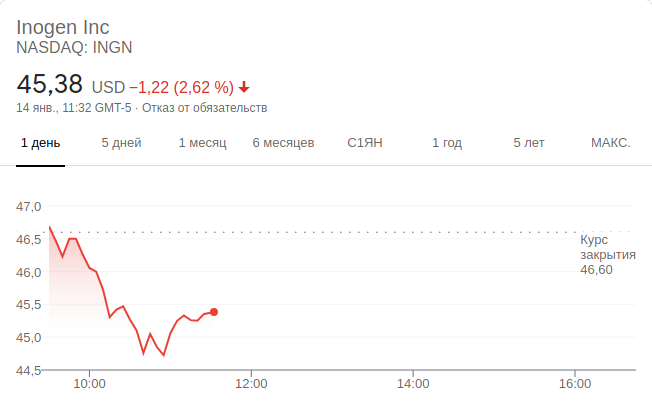 Inogen Inc
NASDAQ: INGN
45,38 USD −1,22 (2,62 %)
14 янв., 11:32 GMT-5 · Отказ от обязательств
1 день 5 дней 1 месяц 6 месяцев С1ЯН 1 год 5 лет МАКС.
47,0
46,5
46,0
45,5
45,0
44,5
Курс
закрытия
46,60
10:00 12:00 14:00 16:00